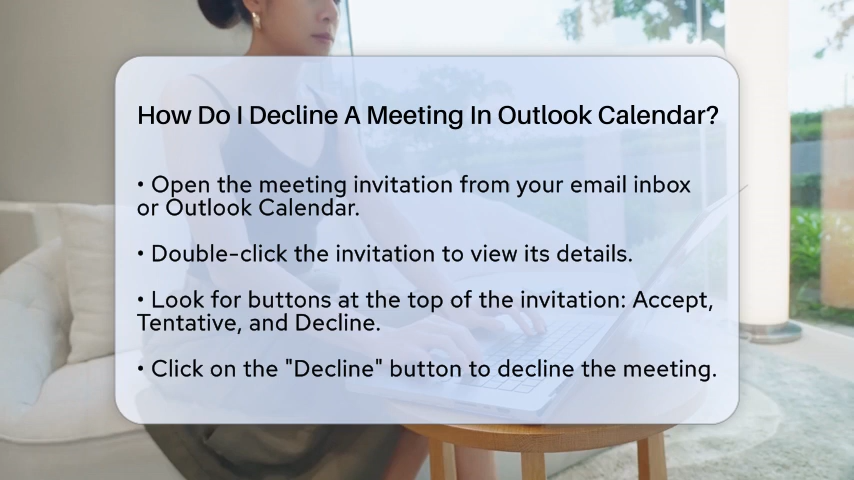 How Do I Decline A Meeting In Outlook Calendar?
• Open the meeting invitation from your email inbox
or Outlook Calendar.
• Double-click the invitation to view its details.
• Look for buttons at the top of the invitation: Accept,
Tentative, and Decline.
• Click on the "Decline" button to decline the meeting.